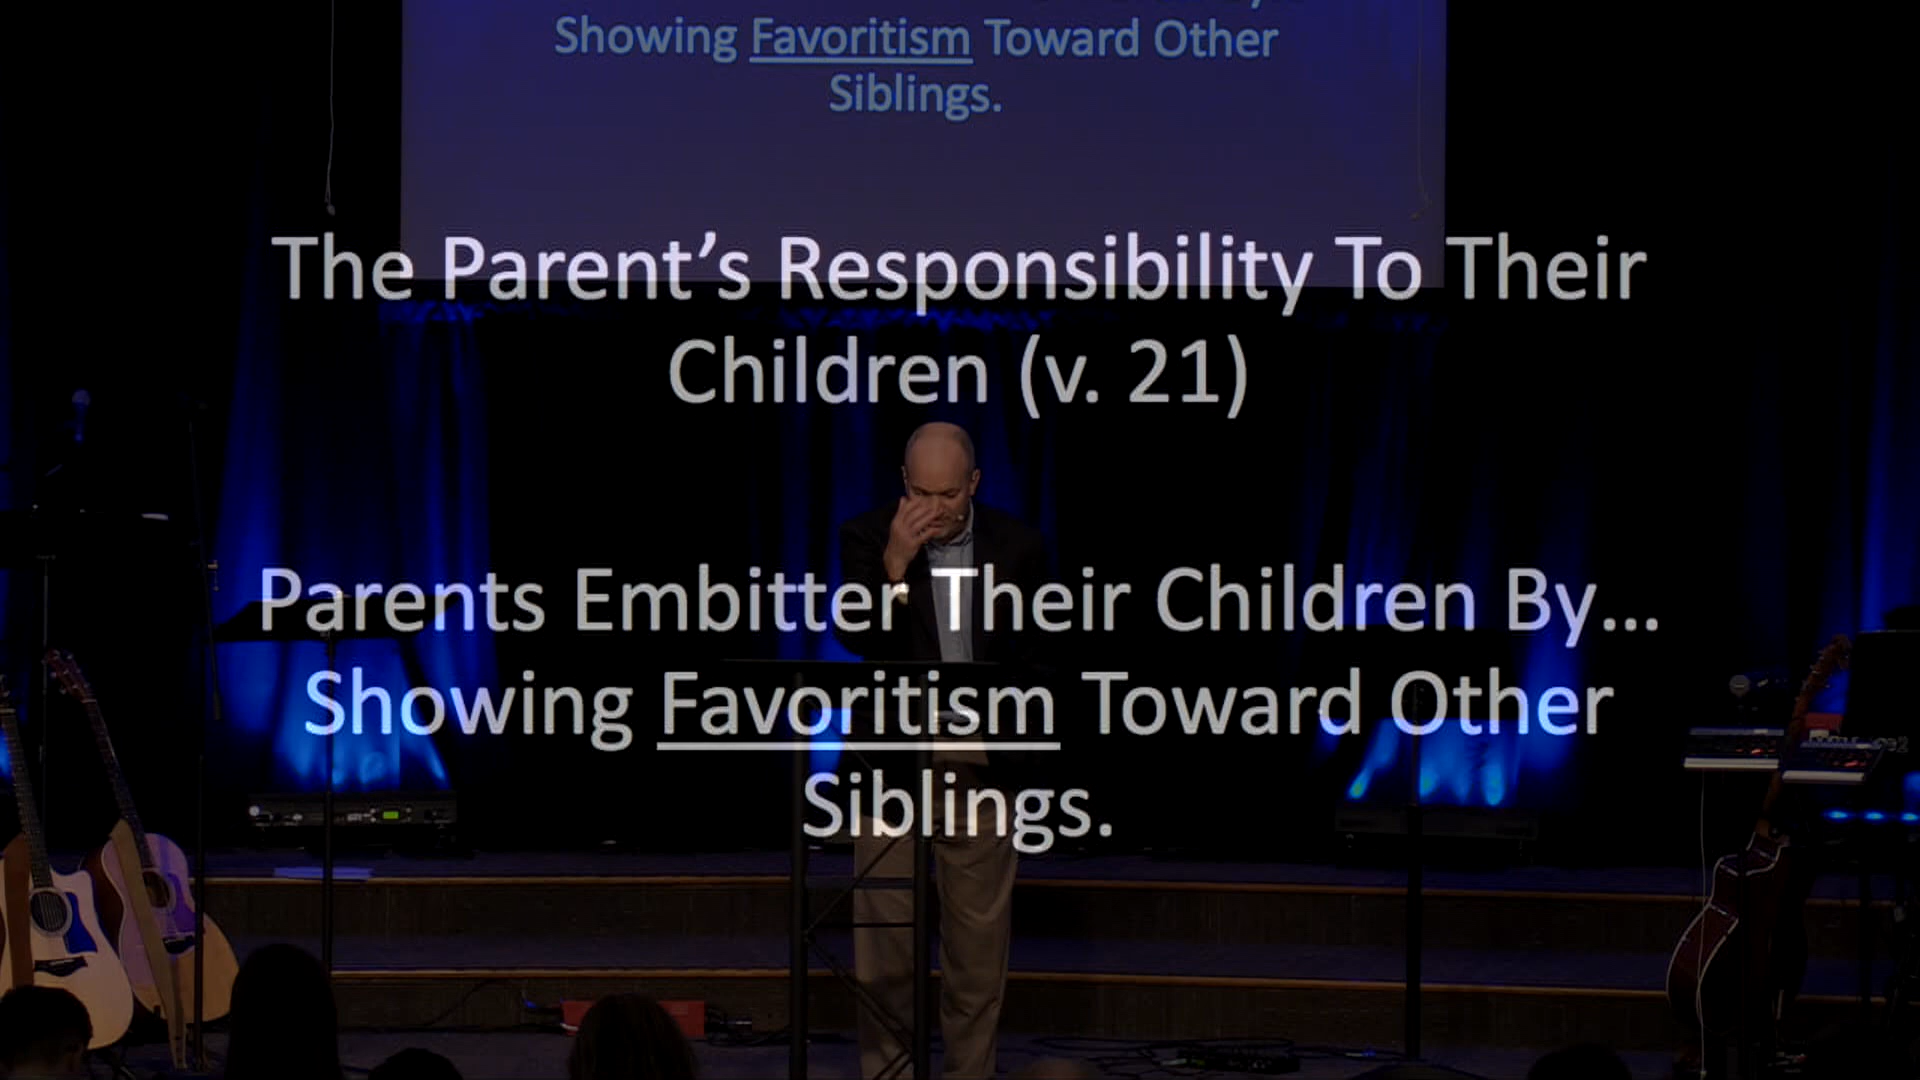 Showing Favoritism Toward Other
Siblings.
The Parent’s Responsibility To Their
Children (v. 21)
Parents Embitter Their Children By...
Showing Favoritism Toward Other
Siblings.